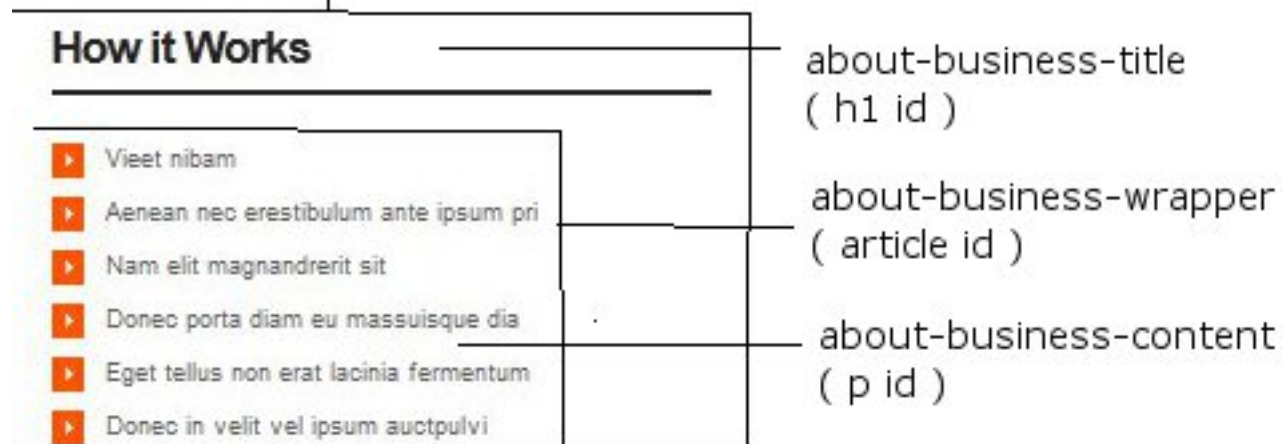 How it Works
about-business-title
( h1 id )
Vieet nibam
Aenean nec erestibulum ante ipsum pri
about-business-wrapper
( article id )
Nam elit magnandrerit sit
Donec porta diam eu massuisque dia
about-business-content
( p id )
Eget tellus non erat lacinia fermentum
Donec in velit vel ipsum auctpulvi